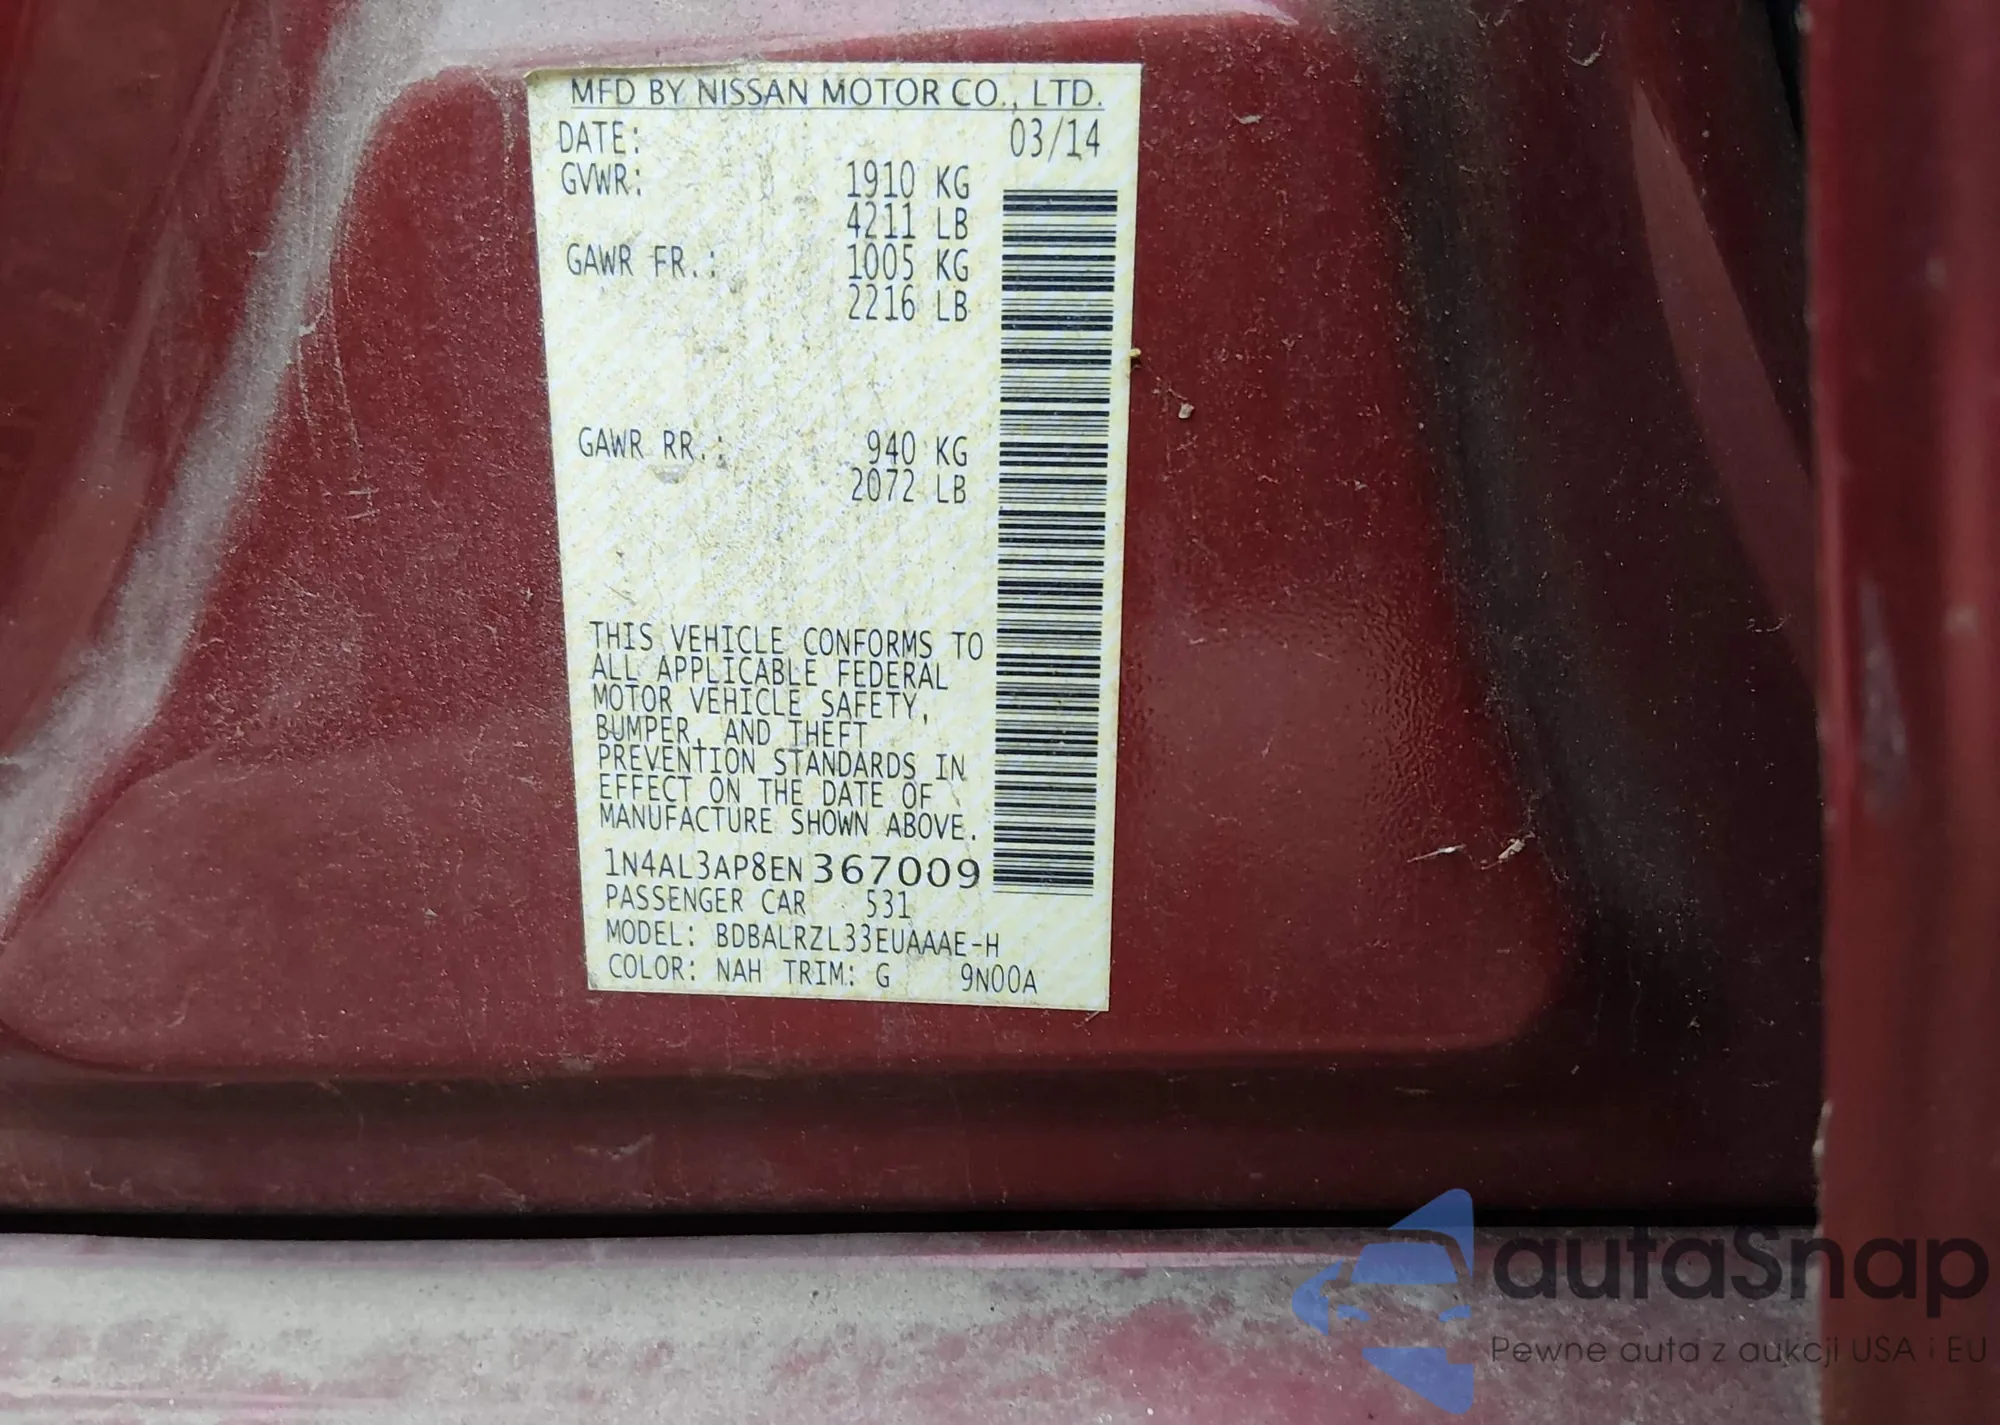 MFD BY NISSAN MOTOR CO., LTD.
DATE: 03/14
GVWR: 1910 KG
4211 LB
GAWR FR.: 1005 KG
2216 LB
GAWR RR.: 940 KG
2072 LB
THIS VEHICLE CONFORMS TO
ALL APPLICABLE FEDERAL
MOTOR VEHICLE SAFETY,
BUMPER, AND THEFT
PREVENTION STANDARDS IN
EFFECT ON THE DATE OF
MANUFACTURE SHOWN ABOVE.
1N4AL3AP8EN367009
PASSENGER CAR 531
MODEL: BDBALRZL33EUAAAE-H
COLOR: NAH TRIM: G 9N00A
autaSnap
Pewne auta z aukcji USA i EU